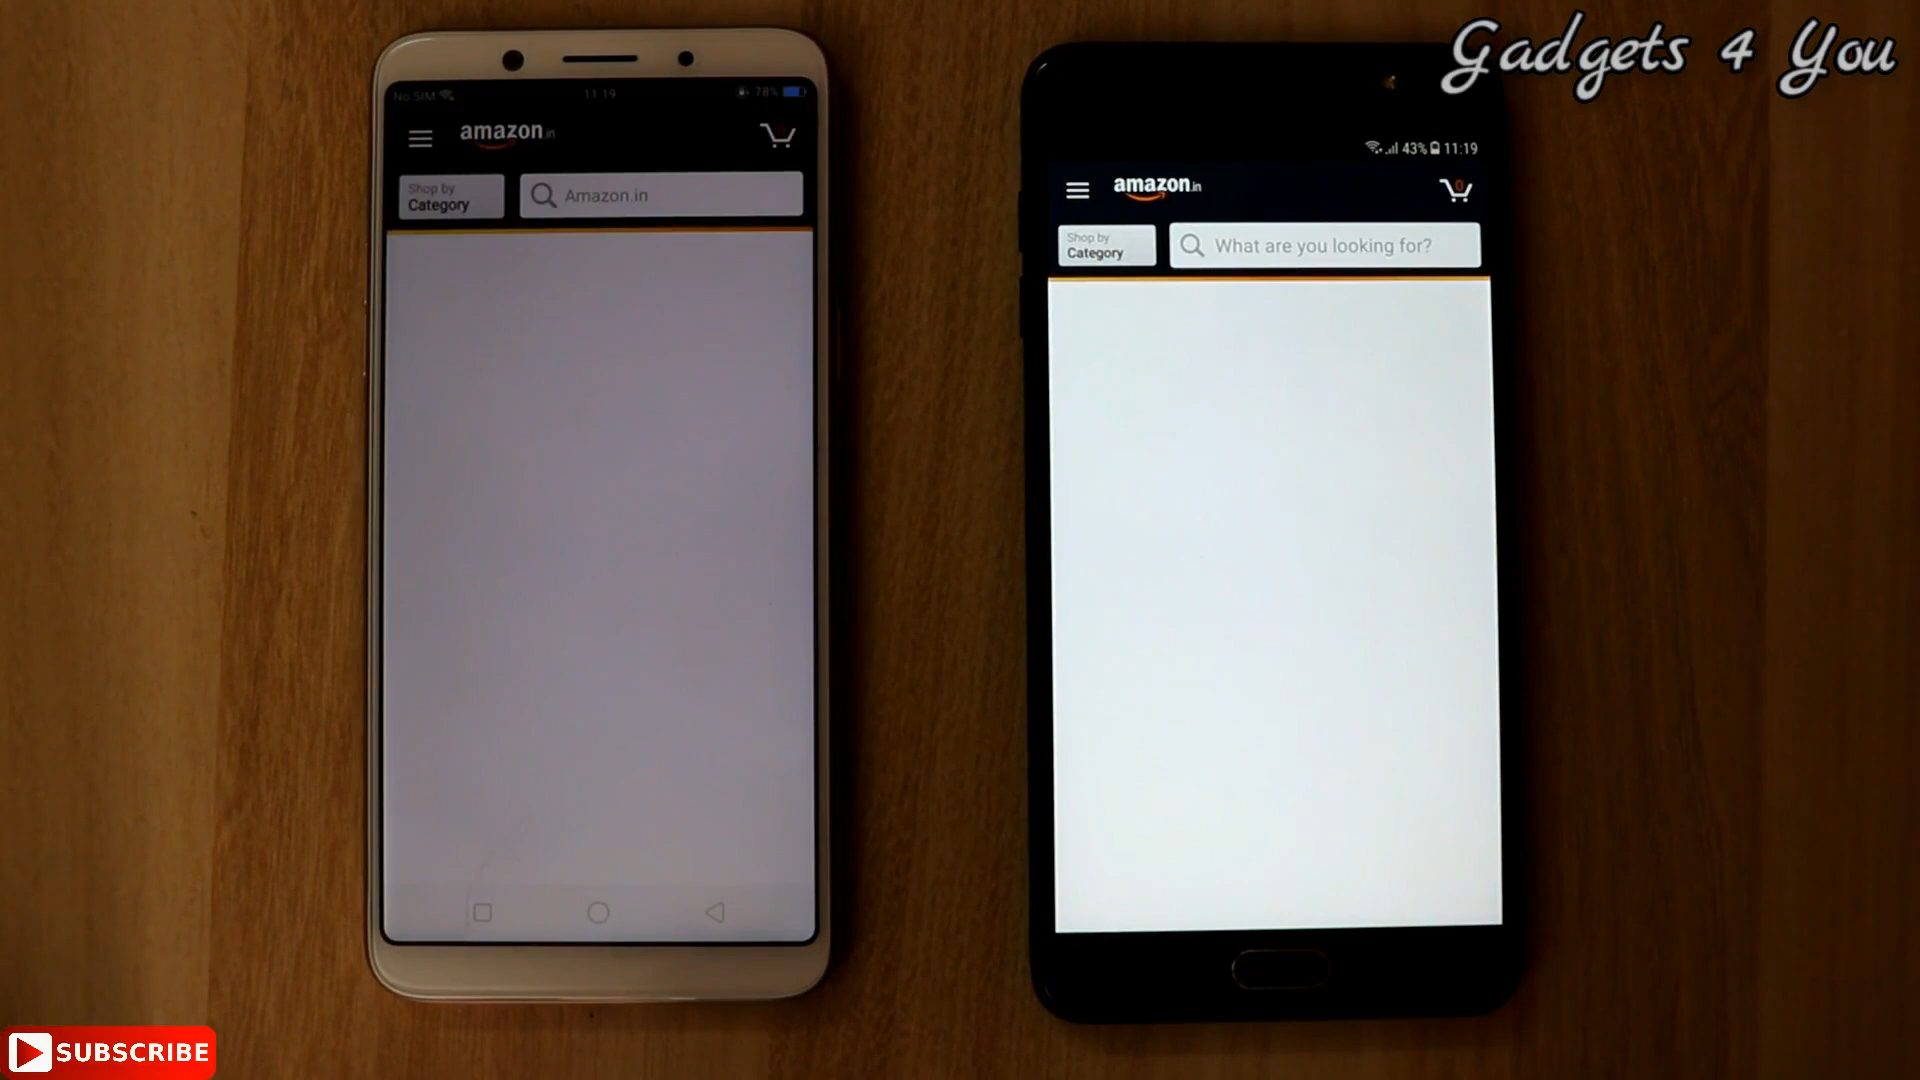 Gadgets 4 You
No SIM 11:19 78%
amazon.in
Shop by
Category
Amazon.in
43% 11:19
amazon.in
0
Shop by
Category
What are you looking for?
SUBSCRIBE